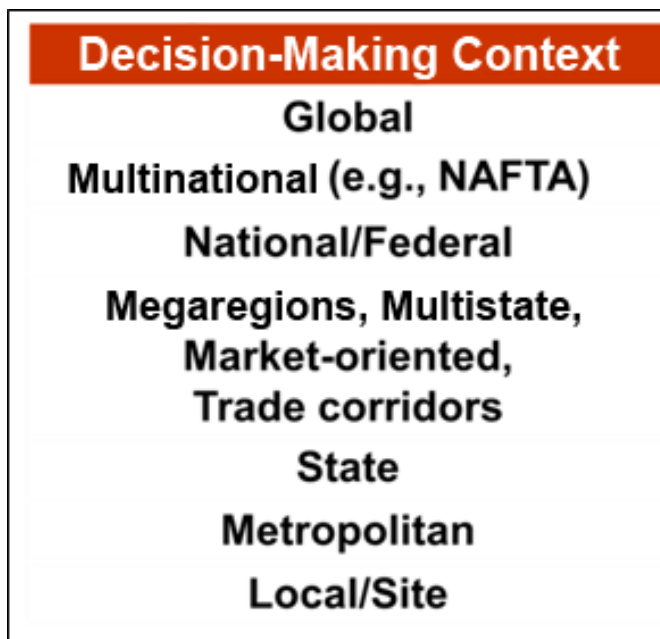 Decision-Making Context
Global
Multinational (e.g., NAFTA)
National/Federal
Megaregions, Multistate,
Market-oriented,
Trade corridors
State
Metropolitan
Local/Site